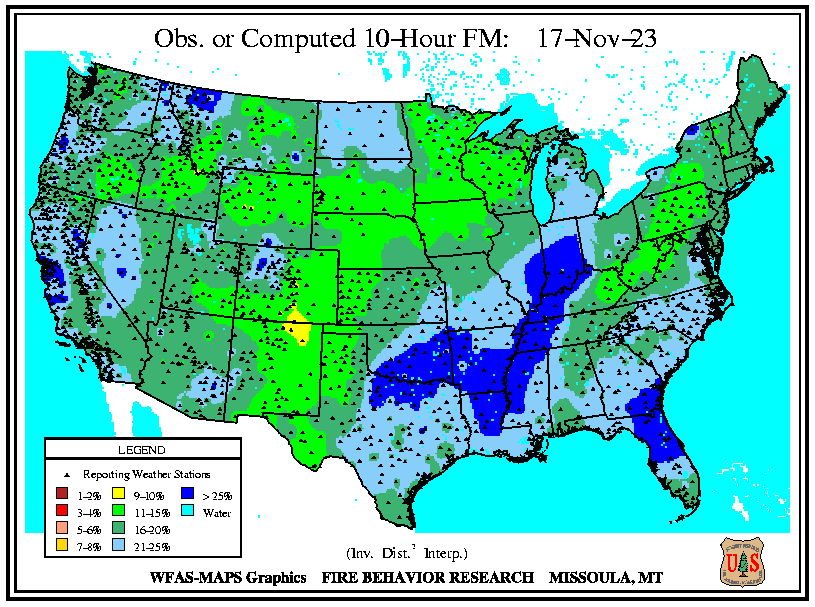 Obs. or Computed 10-Hour FM: 17-Nov-23
LEGEND
Reporting Weather Stations
1-2% 9-10% > 25%
3-4% 11-15% Water
5-6% 16-20%
7-8% 21-25%
(Inv. Dist.² Interp.)
WFAS-MAPS Graphics FIRE BEHAVIOR RESEARCH MISSOULA, MT
U S